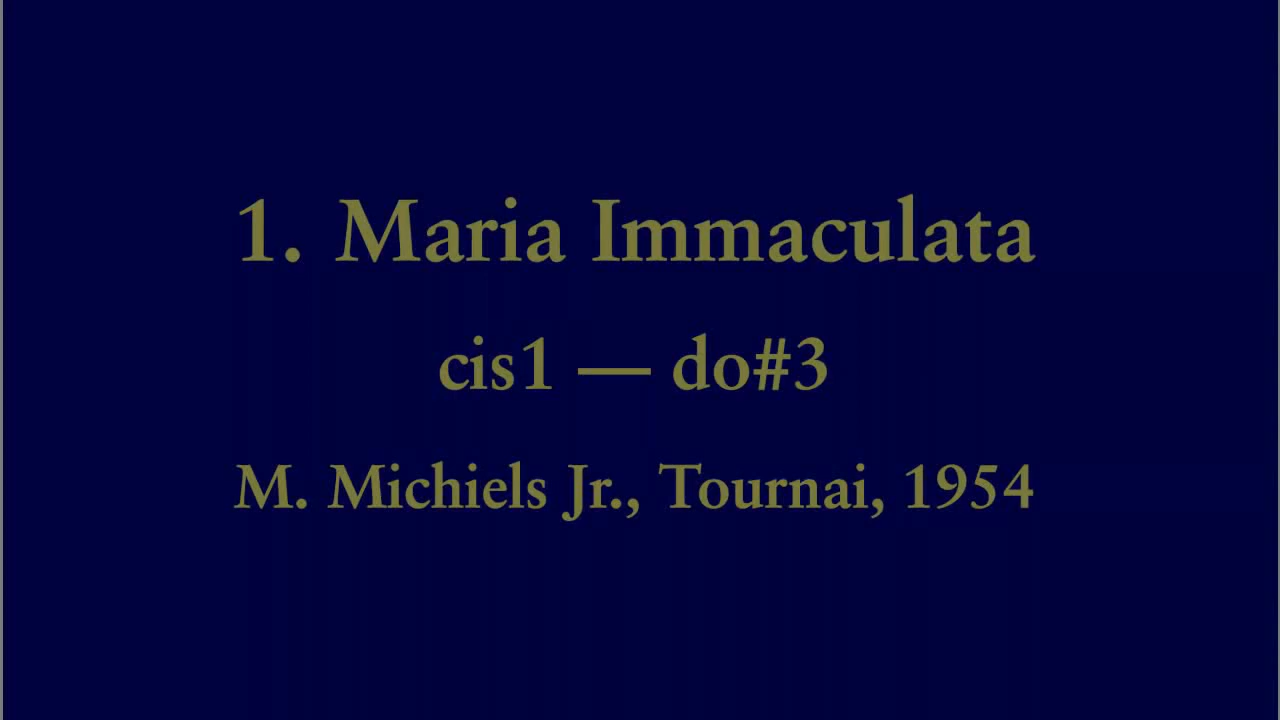 1. Maria Immaculata
cis1 — do#3
M. Michiels Jr., Tournai, 1954